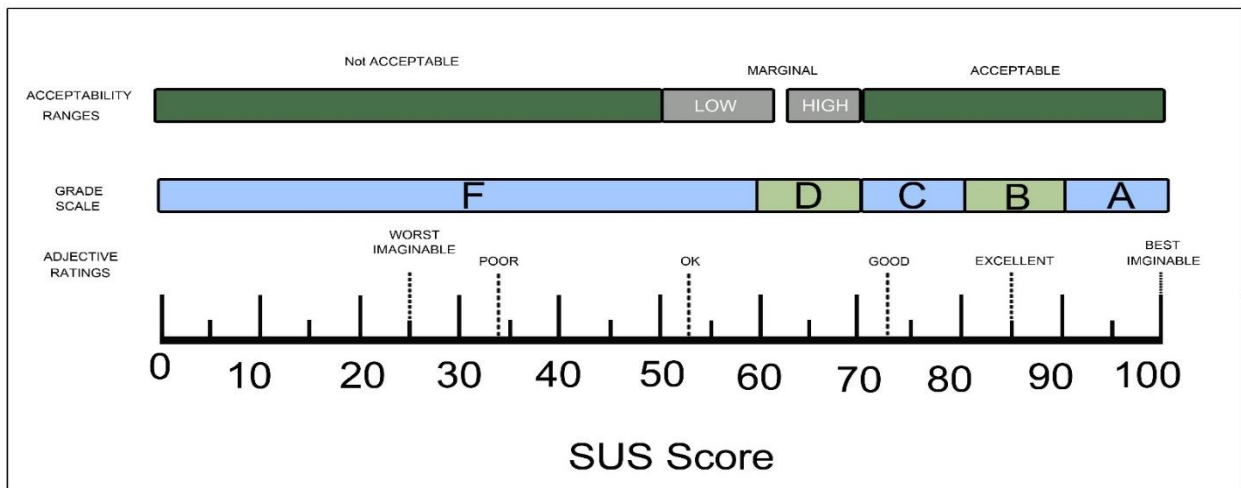 Not ACCEPTABLE
MARGINAL
ACCEPTABLE
ACCEPTABILITY
RANGES
LOW
HIGH
GRADE
SCALE
F
D
C
B
A
ADJECTIVE
RATINGS
WORST
IMAGINABLE
POOR
OK
GOOD
EXCELLENT
BEST
IMGINABLE
0 10 20 30 40 50 60 70 80 90 100
SUS Score